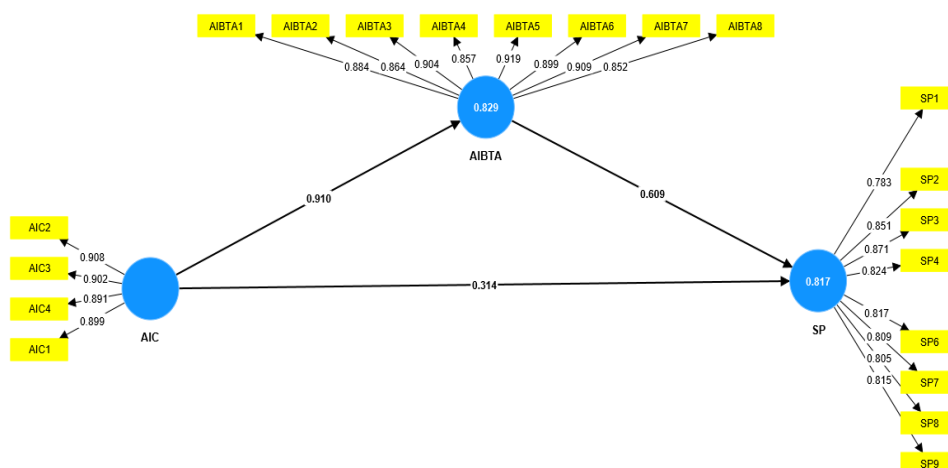 AIBTA1 AIBTA2 AIBTA3 AIBTA4 AIBTA5 AIBTA6 AIBTA7 AIBTA8
0.884 0.864 0.904 0.857 0.919 0.899 0.909 0.852
0.829
AIBTA
SP1
0.783
SP2
0.851
SP3
0.871
SP4
0.824
0.910
0.609
AIC2
0.908
AIC3
0.902
AIC4
0.891
AIC1
0.899
AIC
0.314
0.817
SP
0.817
SP6
0.809
SP7
0.805
SP8
0.815
SP9